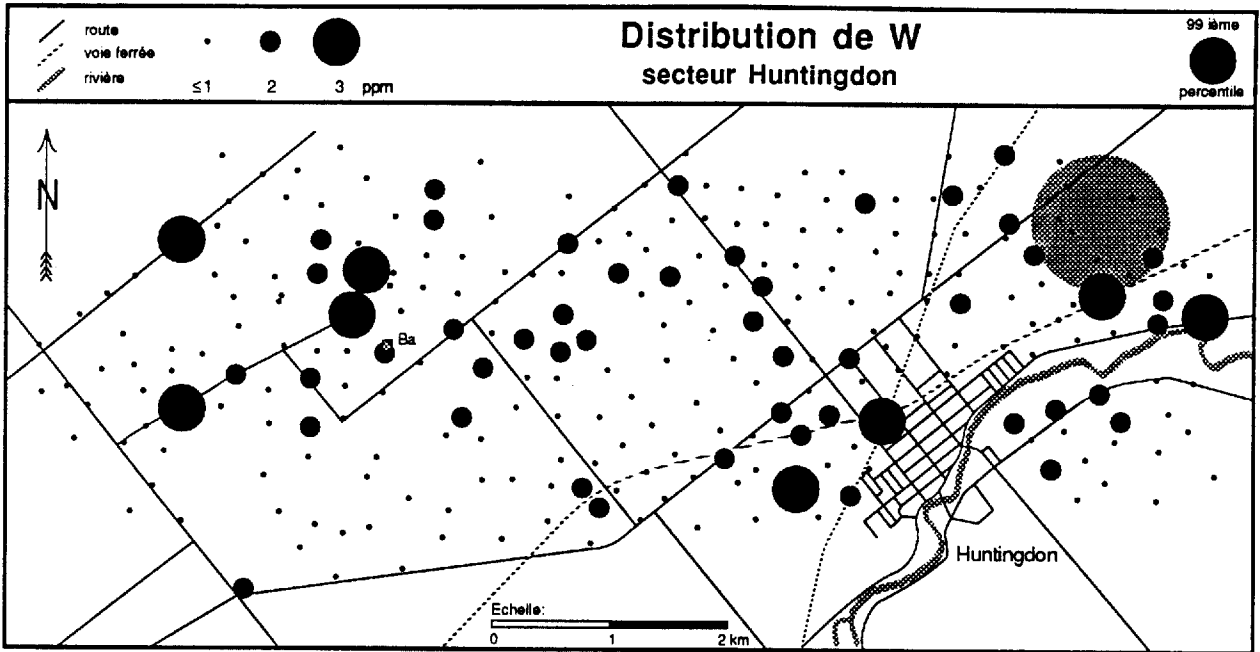 route
voie ferrée
rivière
≤1 2 3 ppm
Distribution de W
secteur Huntingdon
99 ième
percentile
N
Ba
Huntingdon
Echelle:
0 1 2 km